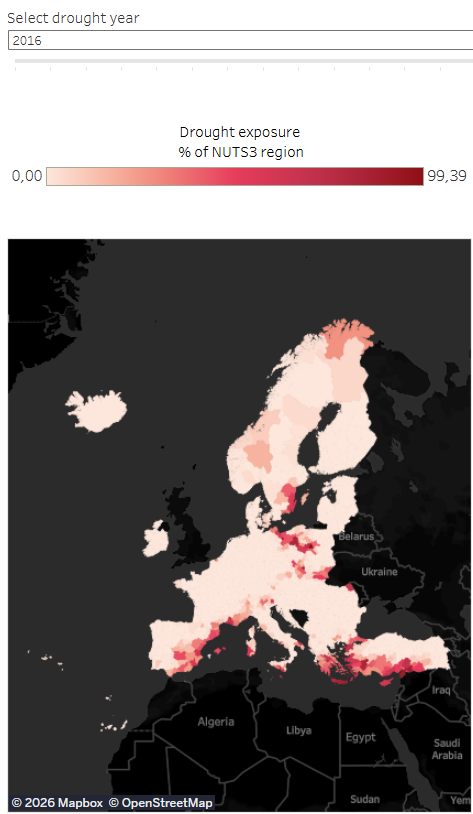 Select drought year
2016
Drought exposure
% of NUTS3 region
0,00
99,39
Belarus
Ukraine
Iraq
Algeria
Libya
Egypt
Saudi
Arabia
Sudan
Yem
© 2026 Mapbox © OpenStreetMap